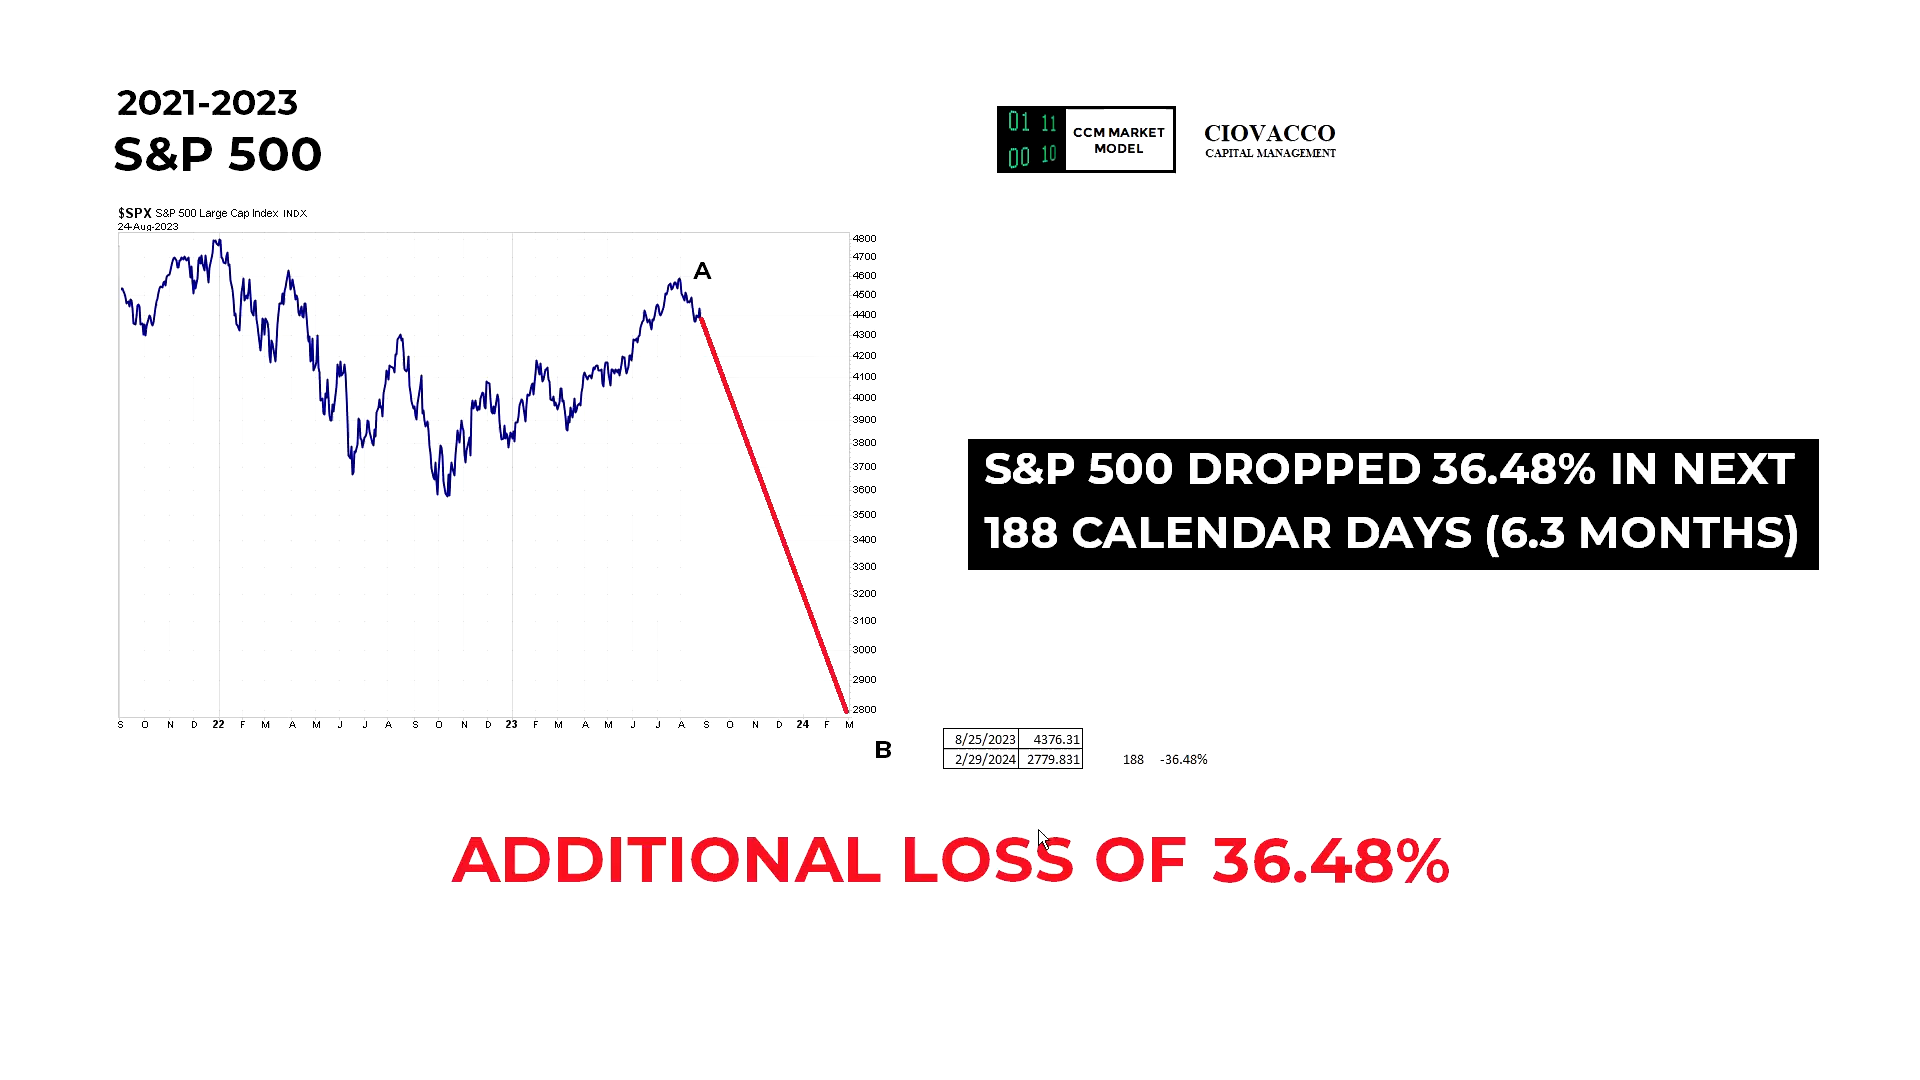 2021-2023
S&P 500
01 11
00 10
CCM MARKET
MODEL
CIOVACCO
CAPITAL MANAGEMENT
$SPX S&P 500 Large Cap Index INDX
24-Aug-2023
A
4800
4700
4600
4500
4400
4300
4200
4100
4000
3900
3800
3700
3600
3500
3400
3300
3200
3100
3000
2900
2800
S O N D 22 F M A M J J A S O N D 23 F M A M J J A S O N D 24 F M
S&P 500 DROPPED 36.48% IN NEXT
188 CALENDAR DAYS (6.3 MONTHS)
B
8/25/2023 4376.31
2/29/2024 2779.831 188 -36.48%
ADDITIONAL LOSS OF 36.48%